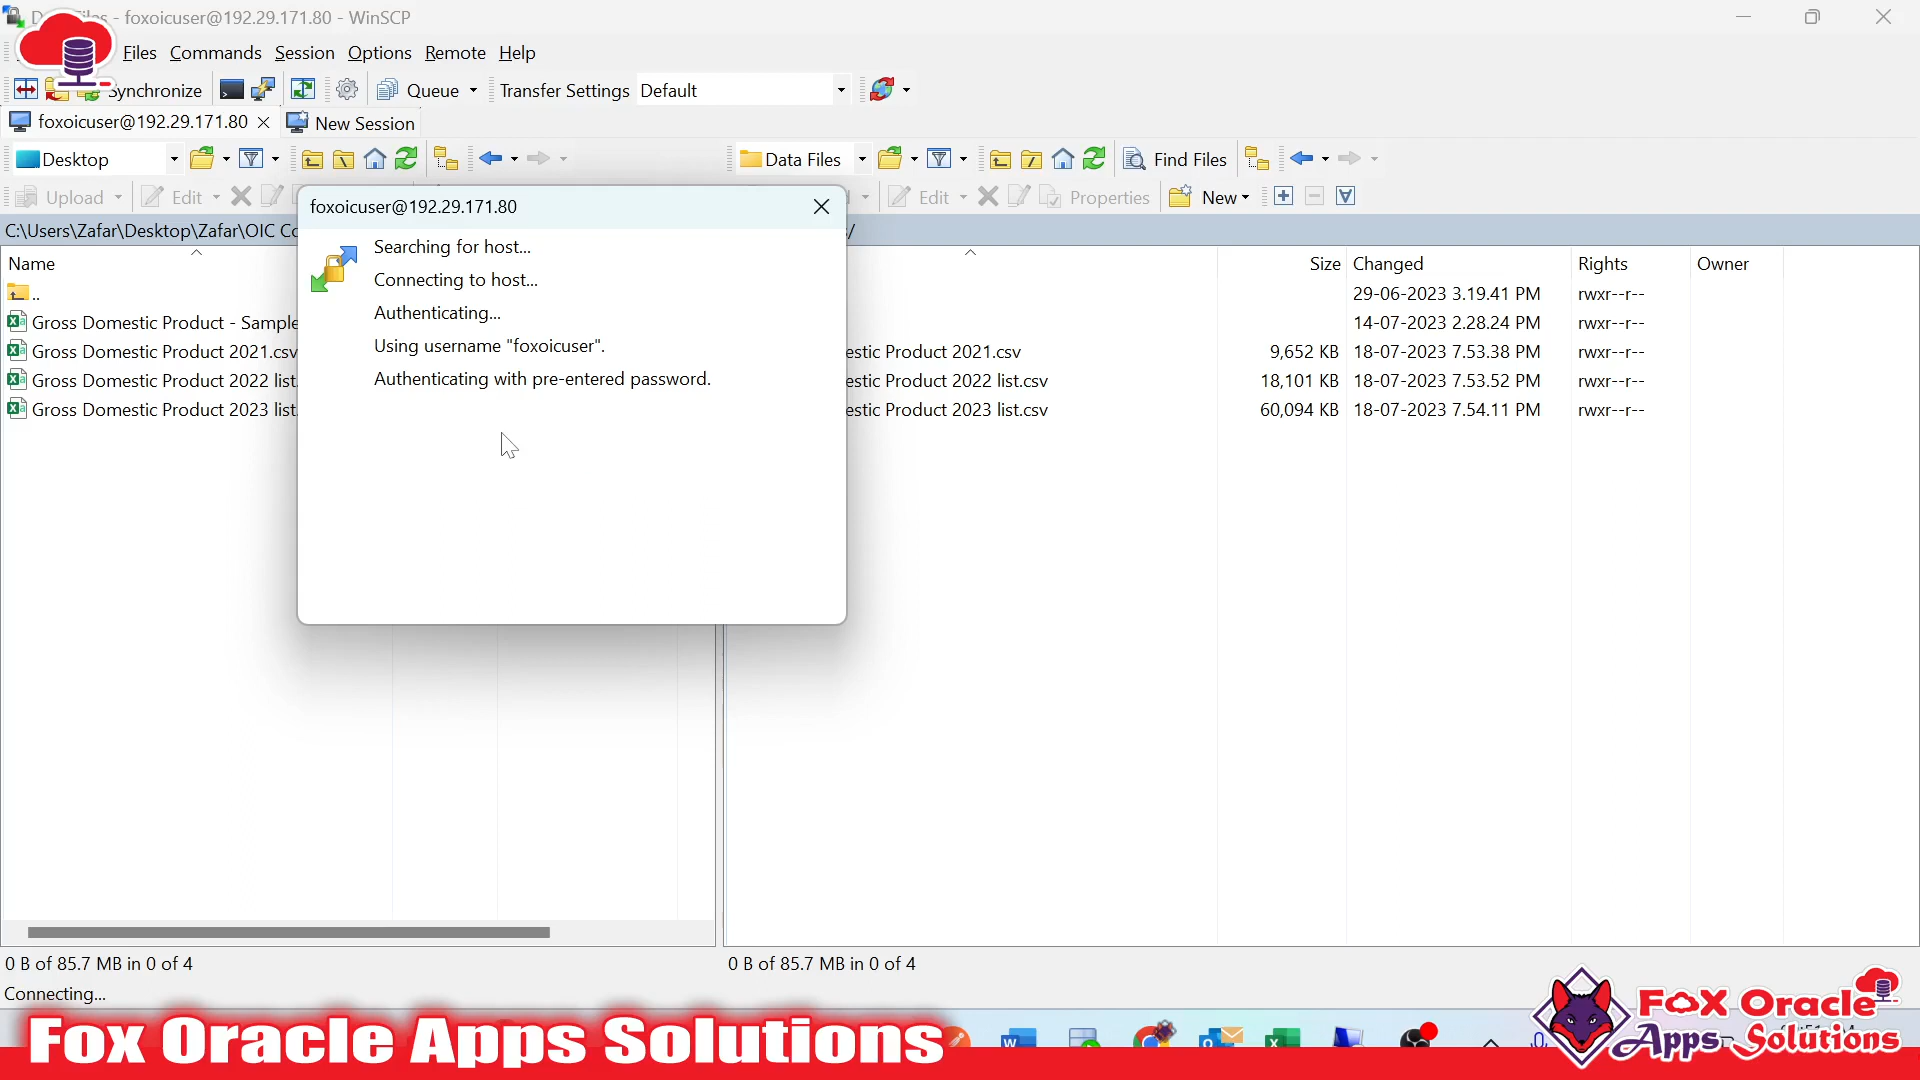 - foxoicuser@192.29.171.80 - WinSCP
Files Commands Session Options Remote Help
Synchronize Queue Transfer Settings Default
foxoicuser@192.29.171.80 New Session
Desktop Data Files Find Files
Upload Edit Edit Properties New
C:\Users\Zafar\Desktop\Zafar\OIC
foxoicuser@192.29.171.80
Searching for host...
Connecting to host...
Authenticating...
Using username "foxoicuser".
Authenticating with pre-entered password.
Name
..
Gross Domestic Product - Sample
Gross Domestic Product 2021.csv
Gross Domestic Product 2022 list.
Gross Domestic Product 2023 list.
Size Changed Rights Owner
29-06-2023 3.19.41 PM rwxr--r--
14-07-2023 2.28.24 PM rwxr--r--
estic Product 2021.csv 9,652 KB 18-07-2023 7.53.38 PM rwxr--r--
estic Product 2022 list.csv 18,101 KB 18-07-2023 7.53.52 PM rwxr--r--
estic Product 2023 list.csv 60,094 KB 18-07-2023 7.54.11 PM rwxr--r--
0 B of 85.7 MB in 0 of 4
0 B of 85.7 MB in 0 of 4
Connecting...
Fox Oracle Apps Solutions
Fox Oracle
Apps Solutions